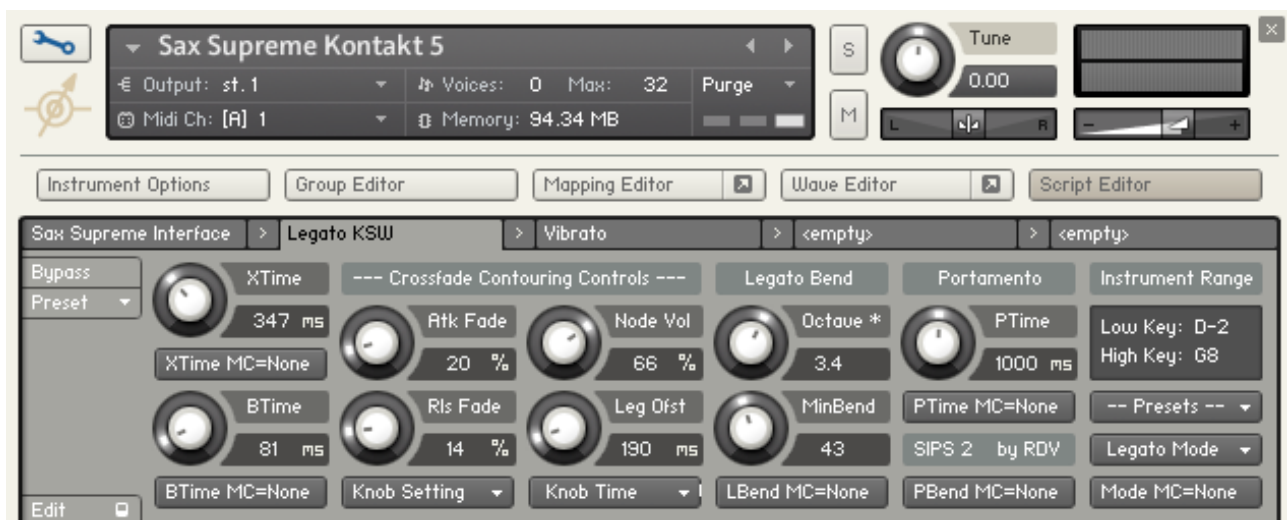 Sax Supreme Kontakt 5
S
Tune
Output: st.1
Voices: 0 Max: 32
Purge
0.00
Midi Ch: [A] 1
Memory: 94.34 MB
M
L R
- +
Instrument Options
Group Editor
Mapping Editor
Wave Editor
Script Editor
Sax Supreme Interface > Legato KSW > Vibrato > <empty> > <empty>
Bypass
XTime
--- Crossfade Contouring Controls ---
Legato Bend
Portamento
Instrument Range
Preset
347 ms
Atk Fade
Node Vol
Octave *
PTime
Low Key: D-2
XTime MC=None
20 %
66 %
3.4
1000 ms
High Key: G8
BTime
Rls Fade
Leg Ofst
MinBend
PTime MC=None
-- Presets --
81 ms
14 %
190 ms
43
SIPS 2 by RDV
Legato Mode
BTime MC=None
Knob Setting
Knob Time
LBend MC=None
PBend MC=None
Mode MC=None
Edit